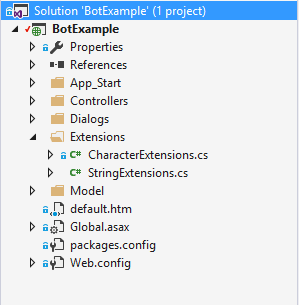 Solution 'BotExample' (1 project)
BotExample
Properties
References
App_Start
Controllers
Dialogs
Extensions
C# CharacterExtensions.cs
C# StringExtensions.cs
Model
default.htm
Global.asax
packages.config
Web.config